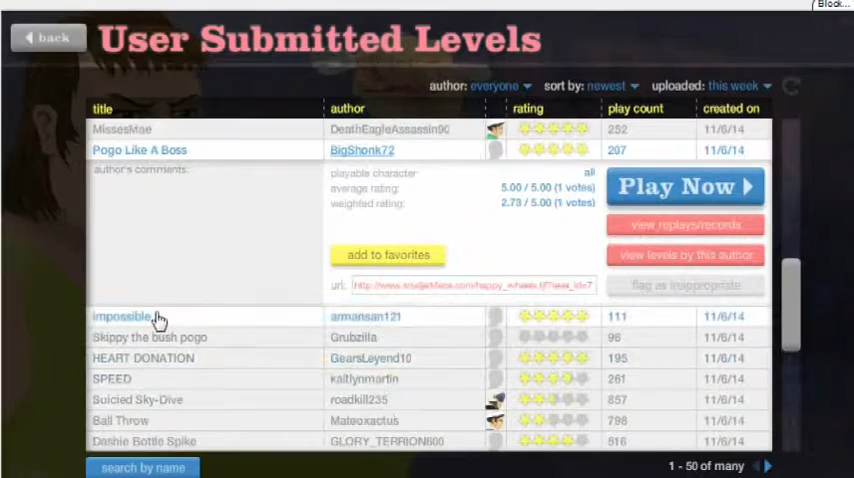 Block...
back
User Submitted Levels
author: everyone sort by: newest uploaded: this week
title author rating play count created on
MissesMae DeathEagleAssassin90 252 11/6/14
Pogo Like A Boss BigShonk72 207 11/6/14
author's comments:
playable character all
average rating: 5.00 / 5.00 (1 votes)
weighted rating: 2.73 / 5.00 (1 votes)
Play Now
view replays/records
add to favorites
view levels by this author
url:
flag as inappropriate
impossible armansan121 111 11/6/14
Skippy the bush pogo Grubzilla 96 11/6/14
HEART DONATION GearsLeyend10 195 11/6/14
SPEED kaitlynmartin 261 11/6/14
Suicied Sky-Dive roadkill235 857 11/6/14
Ball Throw Mateoxactus 798 11/6/14
Dashie Bottle Spike GLORY_TERRION600 516 11/6/14
search by name
1 - 50 of many